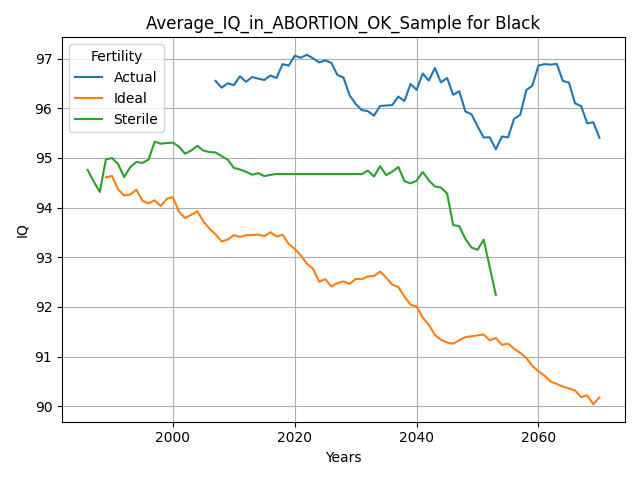 Average_IQ_in_ABORTION_OK_Sample for Black
Fertility
Actual
Ideal
Sterile
97
96
95
94
93
92
91
90
IQ
2000 2020 2040 2060
Years